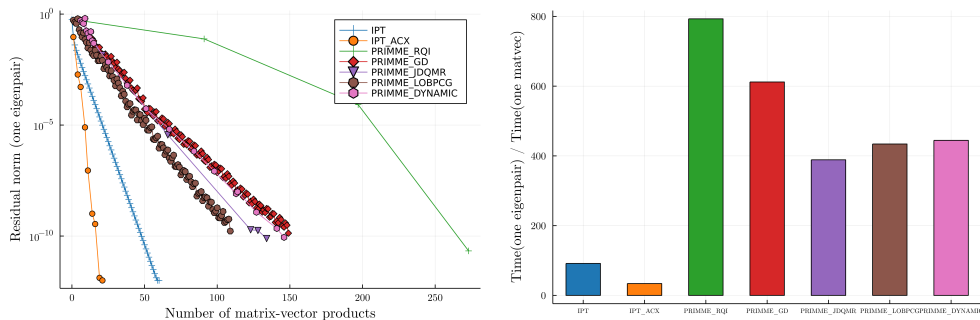 Residual norm (one eigenpair)
10^0
10^-5
10^-10
0
50
100
150
200
250
Number of matrix-vector products
IPT
IPT_ACX
PRIMME_RQI
PRIMME_GD
PRIMME_JDQMR
PRIMME_LOBPCG
PRIMME_DYNAMIC
Time(one eigenpair) / Time(one matvec)
800
600
400
200
0
IPT
IPT_ACX
PRIMME_RQI
PRIMME_GD
PRIMME_JDQMR
PRIMME_LOBPCG
PRIMME_DYNAMIC